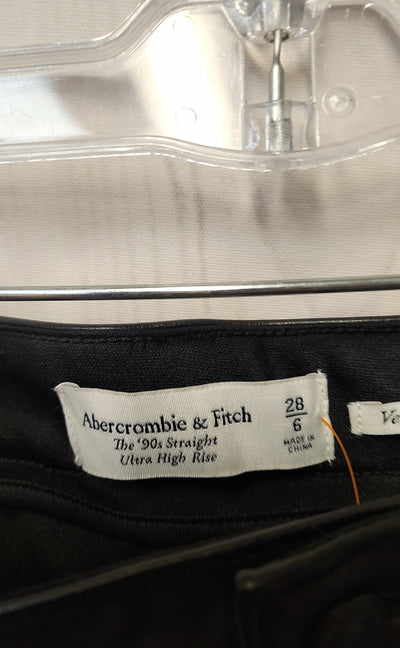 Abercrombie & Fitch
The '90s Straight
Ultra High Rise
28
6
MADE IN
CHINA